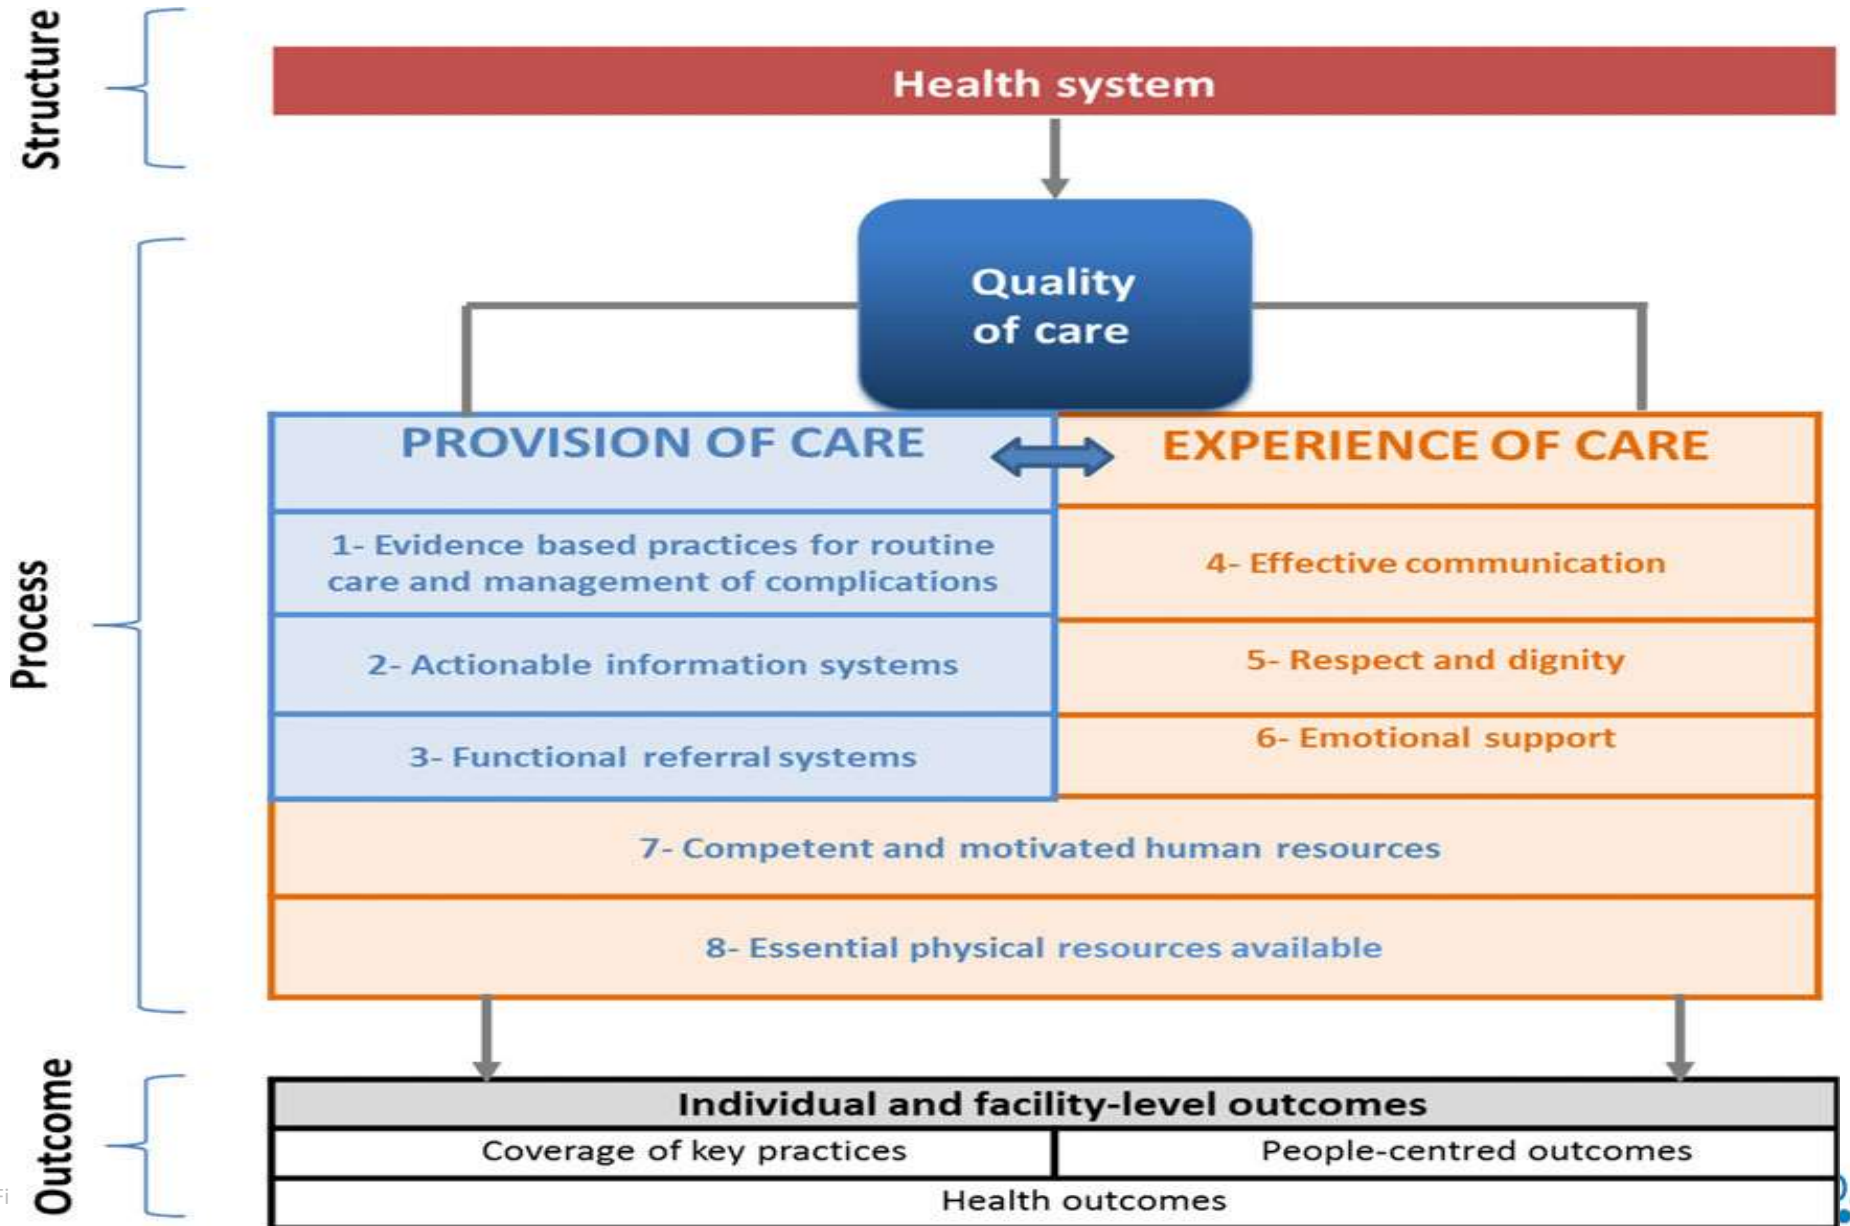 Structure
Health system
Quality
of care
Process
PROVISION OF CARE
EXPERIENCE OF CARE
1- Evidence based practices for routine
care and management of complications
4- Effective communication
2- Actionable information systems
5- Respect and dignity
3- Functional referral systems
6- Emotional support
7- Competent and motivated human resources
8- Essential physical resources available
Outcome
Individual and facility-level outcomes
Coverage of key practices
People-centred outcomes
Health outcomes